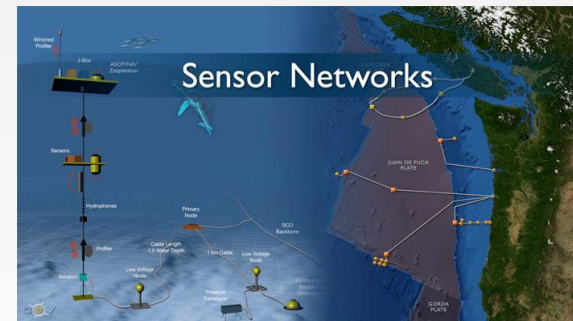 Sensor Networks
Winched
Profiler
J-Box
ADCP/Fish/
Zooplankton
Sensors
Hydrophones
Profiler
Sensors
Low Voltage
Node
Cable Length
1.5 Water Depth
Primary
Node
1 km Cable
Low Voltage
Node
RCO
Backbone
Pressure
Transducer
EXPLORER
JUAN DE FUCA
PLATE
GORDA
PLATE